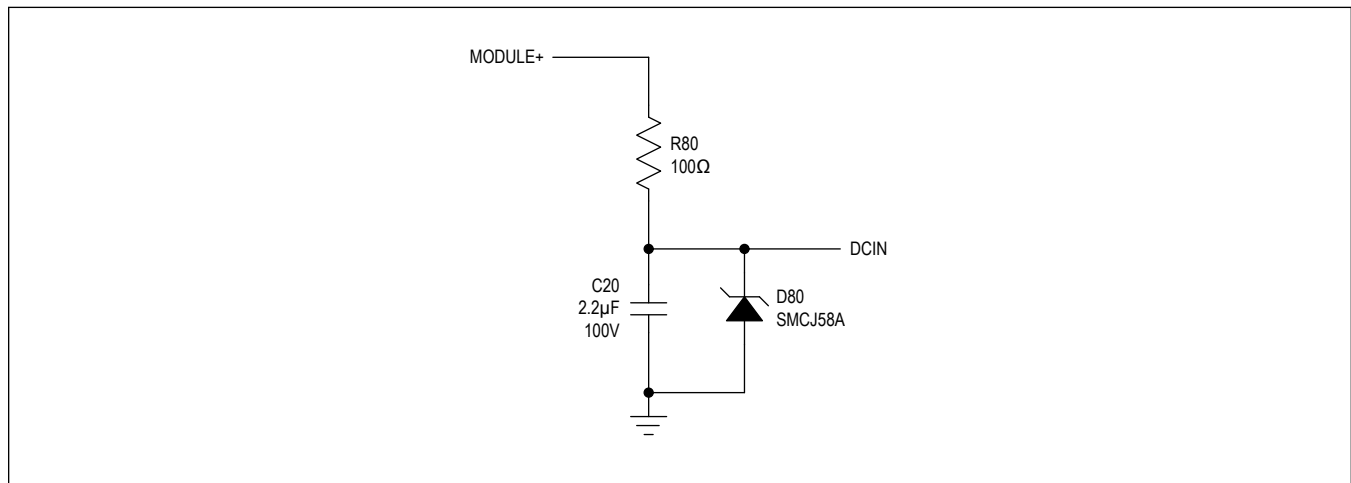 MODULE+
R80
100Ω
DCIN
C20
2.2µF
100V
D80
SMCJ58A